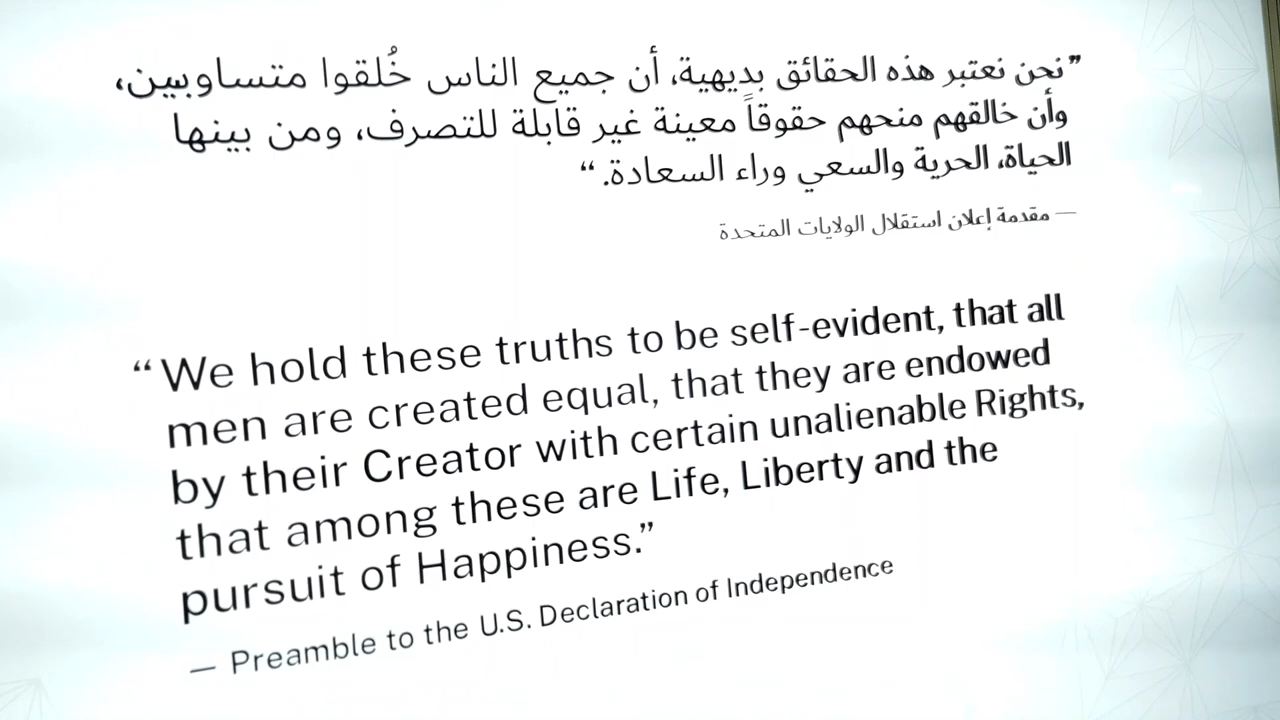 ”نحن نعتبر هذه الحقائق بديهية، أن جميع الناس خُلقوا متساويين،
وأن خالقهم منحهم حقوقاً معينة غير قابلة للتصرف، ومن بينها
الحياة، الحرية والسعي وراء السعادة.“
— مقدمة إعلان استقلال الولايات المتحدة
“We hold these truths to be self-evident, that all
men are created equal, that they are endowed
by their Creator with certain unalienable Rights,
that among these are Life, Liberty and the
pursuit of Happiness.”
— Preamble to the U.S. Declaration of Independence